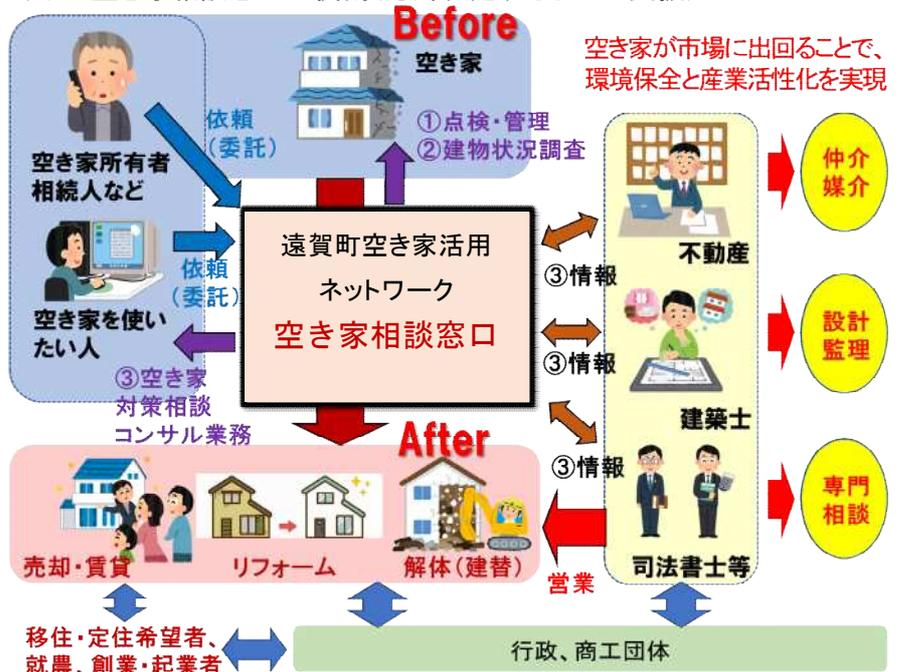 Before
空き家
空き家が市場に出回ることで、
環境保全と産業活性化を実現
依頼
（委託）
①点検・管理
②建物状況調査
空き家所有者
相続人など
仲介
媒介
不動産
遠賀町空き家活用
ネットワーク
空き家相談窓口
③情報
依頼
（委託）
空き家を使い
たい人
③情報
設計
監理
建築士
③空き家
対策相談
コンサル業務
After
③情報
専門
相談
売却・賃貸
リフォーム
解体（建替）
司法書士等
営業
移住・定住希望者、
就農、創業・起業者
行政、商工団体